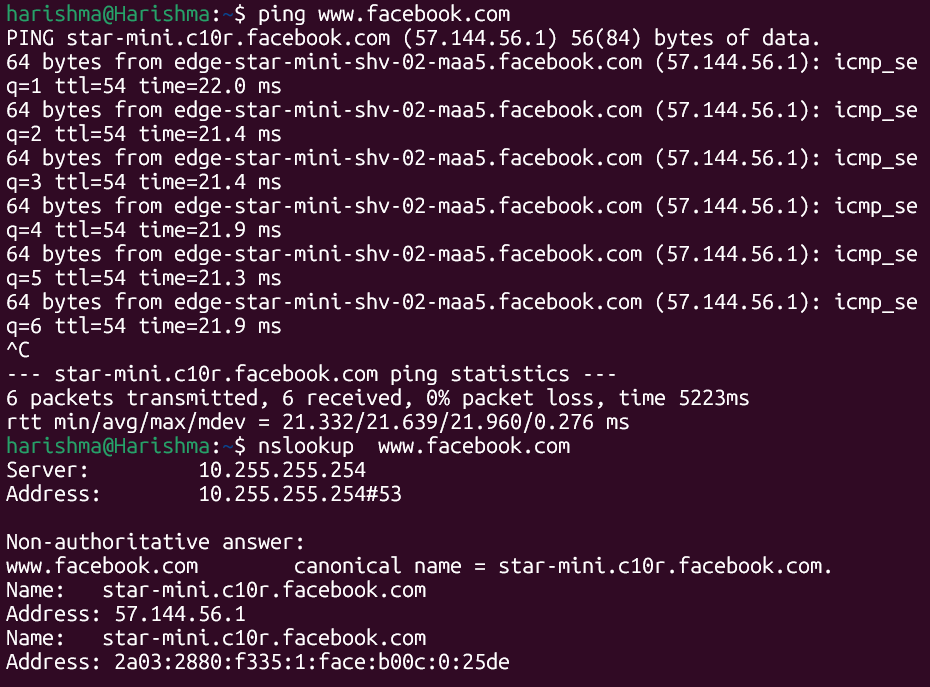 harishma@Harishma:~$ ping www.facebook.com
PING star-mini.c10r.facebook.com (57.144.56.1) 56(84) bytes of data.
64 bytes from edge-star-mini-shv-02-maa5.facebook.com (57.144.56.1): icmp_se
q=1 ttl=54 time=22.0 ms
64 bytes from edge-star-mini-shv-02-maa5.facebook.com (57.144.56.1): icmp_se
q=2 ttl=54 time=21.4 ms
64 bytes from edge-star-mini-shv-02-maa5.facebook.com (57.144.56.1): icmp_se
q=3 ttl=54 time=21.4 ms
64 bytes from edge-star-mini-shv-02-maa5.facebook.com (57.144.56.1): icmp_se
q=4 ttl=54 time=21.9 ms
64 bytes from edge-star-mini-shv-02-maa5.facebook.com (57.144.56.1): icmp_se
q=5 ttl=54 time=21.3 ms
64 bytes from edge-star-mini-shv-02-maa5.facebook.com (57.144.56.1): icmp_se
q=6 ttl=54 time=21.9 ms
^C
--- star-mini.c10r.facebook.com ping statistics ---
6 packets transmitted, 6 received, 0% packet loss, time 5223ms
rtt min/avg/max/mdev = 21.332/21.639/21.960/0.276 ms
harishma@Harishma:~$ nslookup  www.facebook.com
Server:         10.255.255.254
Address:        10.255.255.254#53

Non-authoritative answer:
www.facebook.com        canonical name = star-mini.c10r.facebook.com.
Name:   star-mini.c10r.facebook.com
Address: 57.144.56.1
Name:   star-mini.c10r.facebook.com
Address: 2a03:2880:f335:1:face:b00c:0:25de